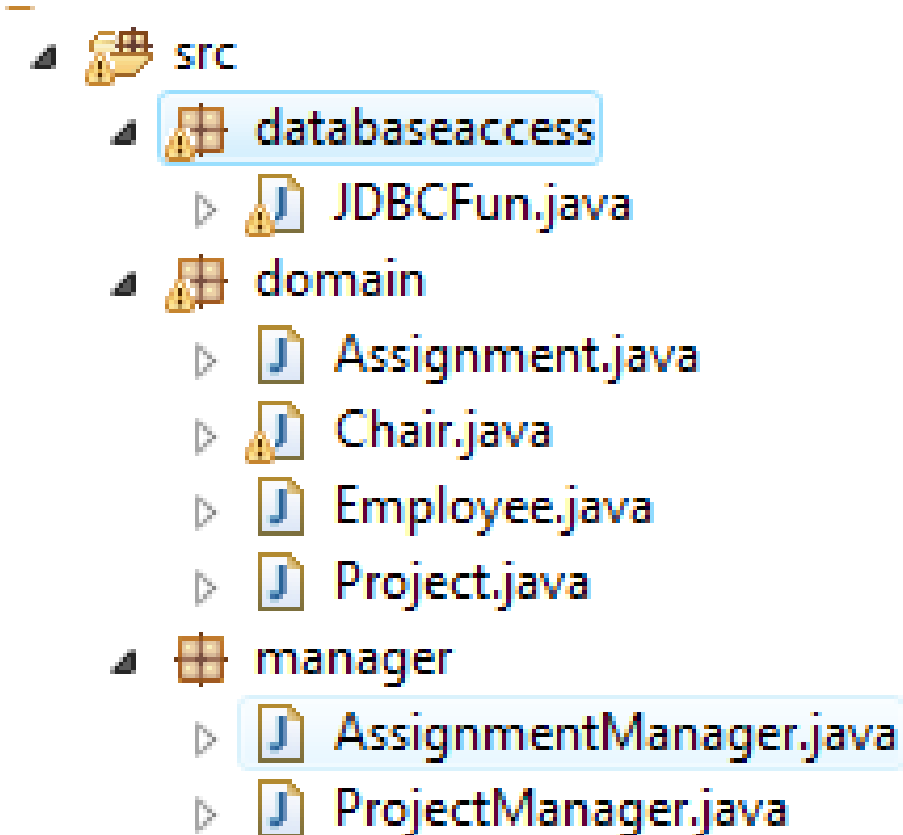 src
databaseaccess
JDBCFun.java
domain
Assignment.java
Chair.java
Employee.java
Project.java
manager
AssignmentManager.java
ProjectManager.java